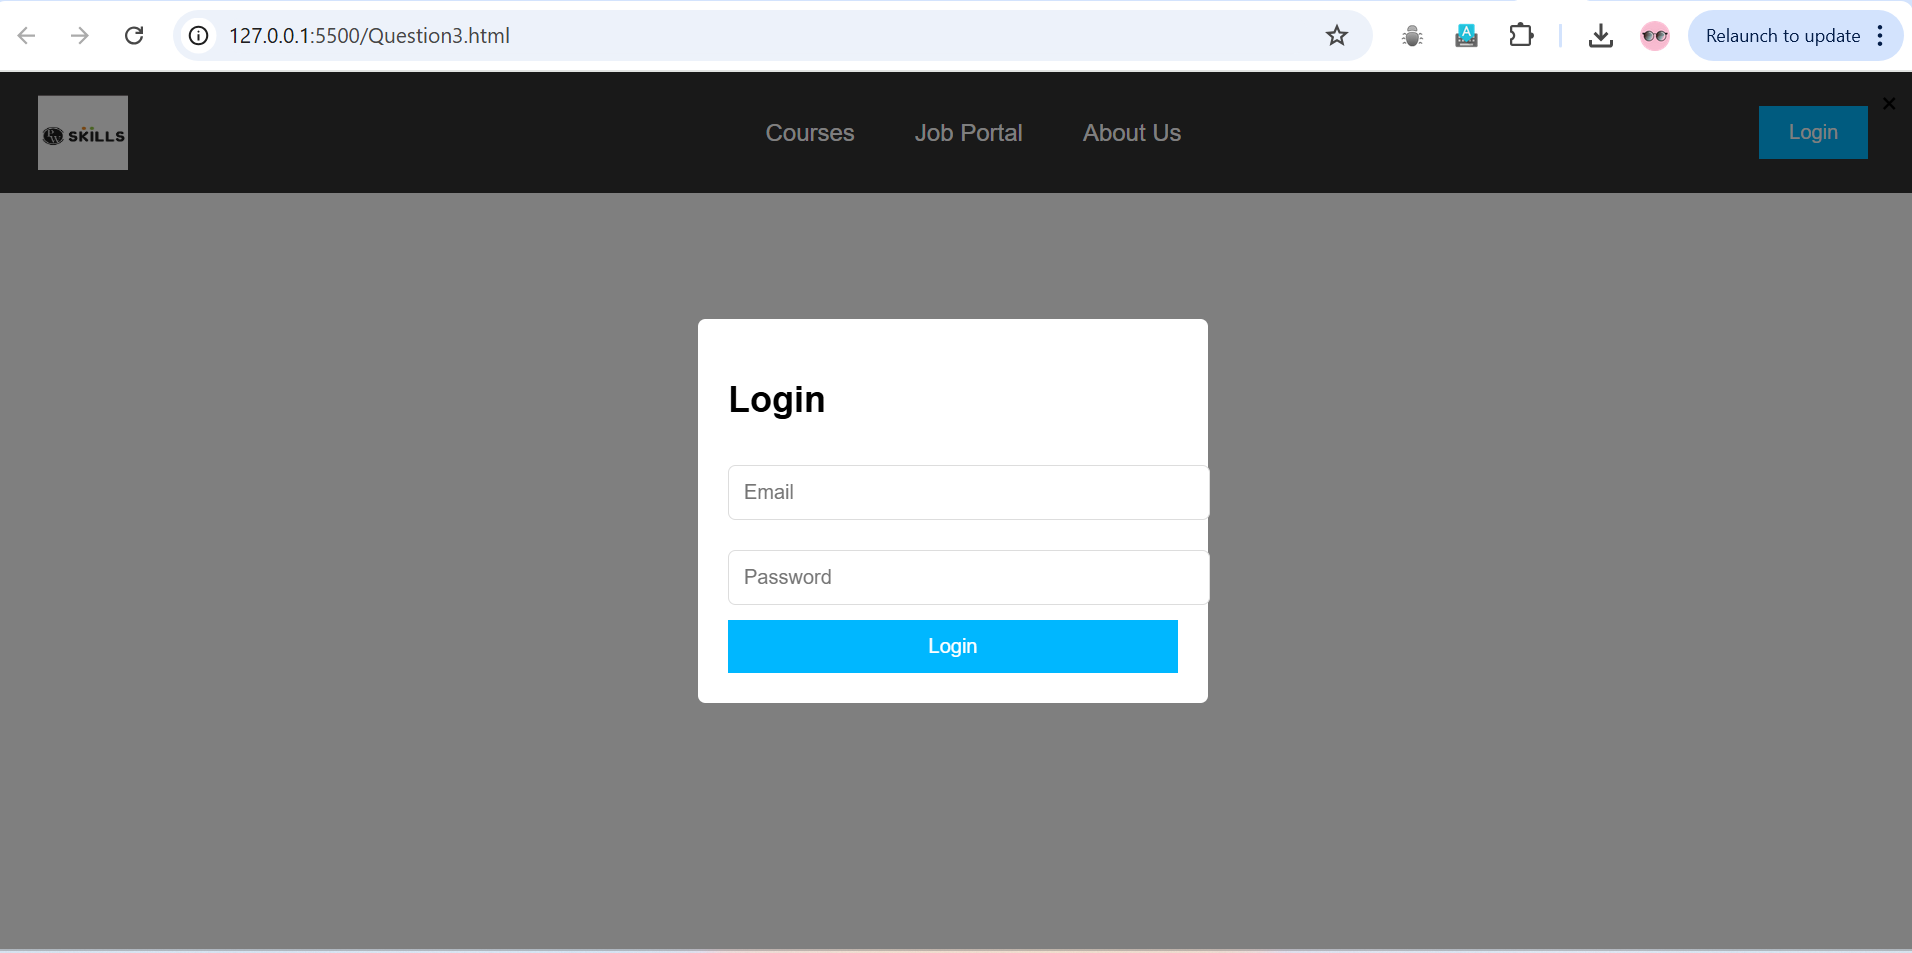 127.0.0.1:5500/Question3.html
A
Relaunch to update
SKILLS
Courses
Job Portal
About Us
Login
×
Login
Email
Password
Login